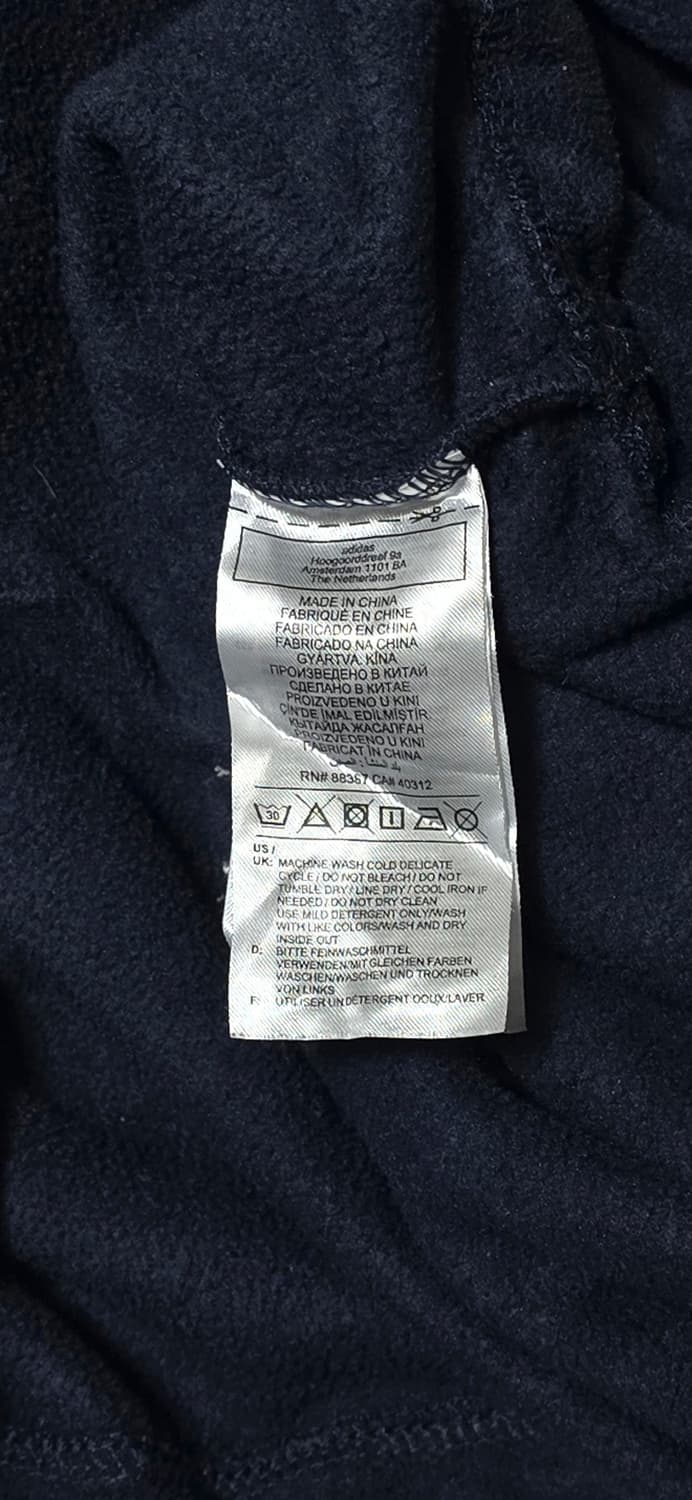 adidas
Hoogoorddreef 9a
Amsterdam 1101 BA
The Netherlands
MADE IN CHINA
FABRIQUÉ EN CHINE
FABRICADO EN CHINA
FABRICADO NA CHINA
GYÁRTVA: KÍNA
ПРОИЗВЕДЕНО В КИТАЙ
СДЕЛАНО В КИТАЕ
PROIZVEDENO U KINI
ÇİN'DE İMAL EDİLMİŞTİR
ҚЫТАЙДА ЖАСАЛҒАН
PROIZVEDENO U KINI
FABRICAT IN CHINA
بلد المنشأ : الصين
RN# 88387 CA# 40312
30
US /
UK: MACHINE WASH COLD DELICATE
CYCLE / DO NOT BLEACH / DO NOT
TUMBLE DRY / LINE DRY / COOL IRON IF
NEEDED / DO NOT DRY CLEAN
USE MILD DETERGENT ONLY/WASH
WITH LIKE COLORS/WASH AND DRY
INSIDE OUT
D: BITTE FEINWASCHMITTEL
VERWENDEN/MIT GLEICHEN FARBEN
WASCHEN/WASCHEN UND TROCKNEN
VON LINKS
F: UTILISER UN DÉTERGENT DOUX/LAVER